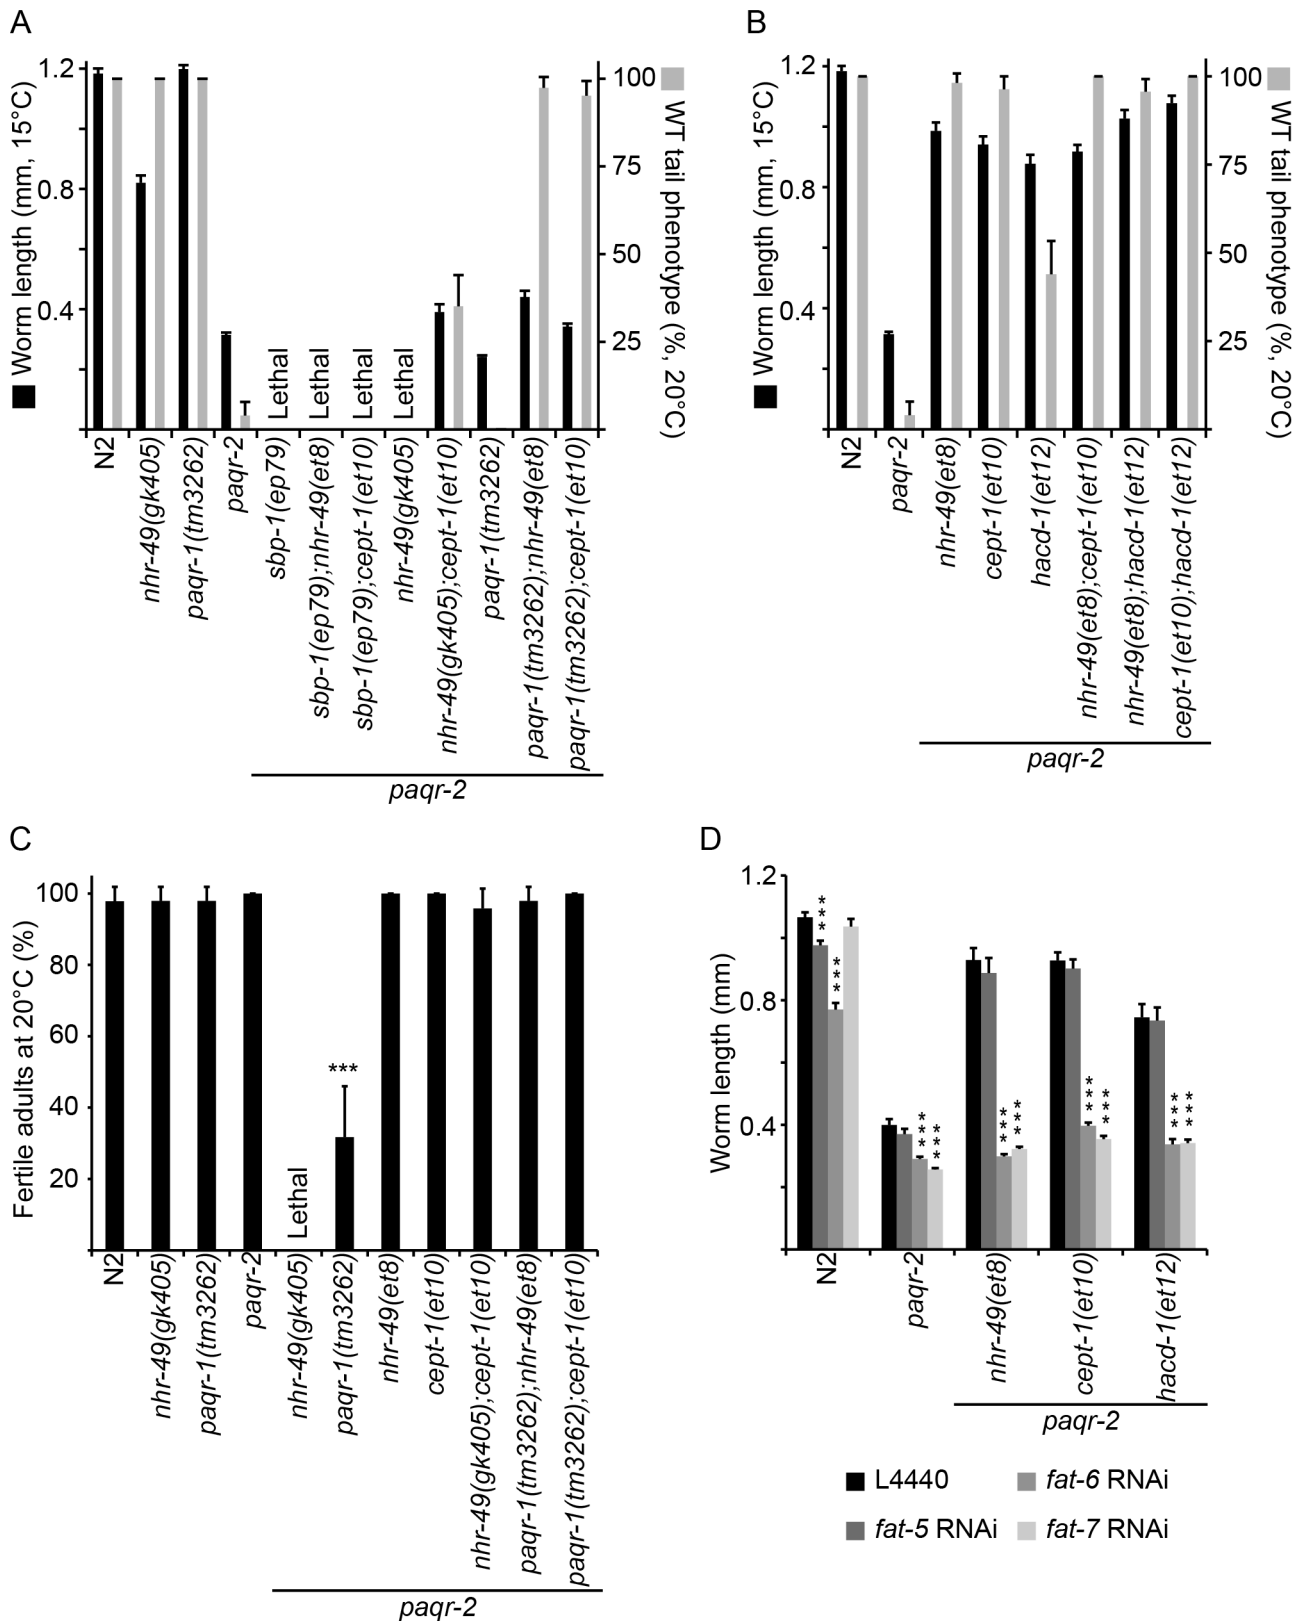 A
Worm length (mm, 15°C)
1.2
0.8
0.4
100
75
50
25
WT tail phenotype (%, 20°C)
Lethal
Lethal
Lethal
Lethal
N2
nhr-49(gk405)
paqr-1(tm3262)
paqr-2
sbp-1(ep79)
sbp-1(ep79);nhr-49(et8)
sbp-1(ep79);cept-1(et10)
nhr-49(gk405)
nhr-49(gk405);cept-1(et10)
paqr-1(tm3262)
paqr-1(tm3262);nhr-49(et8)
paqr-1(tm3262);cept-1(et10)
paqr-2
B
Worm length (mm, 15°C)
1.2
0.8
0.4
100
75
50
25
WT tail phenotype (%, 20°C)
N2
paqr-2
nhr-49(et8)
cept-1(et10)
hacd-1(et12)
nhr-49(et8);cept-1(et10)
nhr-49(et8);hacd-1(et12)
cept-1(et10);hacd-1(et12)
paqr-2
C
Fertile adults at 20°C (%)
100
80
60
40
20
Lethal
***
N2
nhr-49(gk405)
paqr-1(tm3262)
paqr-2
nhr-49(gk405)
paqr-1(tm3262)
nhr-49(et8)
cept-1(et10)
nhr-49(gk405);cept-1(et10)
paqr-1(tm3262);nhr-49(et8)
paqr-1(tm3262);cept-1(et10)
paqr-2
D
Worm length (mm)
1.2
0.8
0.4
***
***
***
***
***
***
***
***
***
***
N2
paqr-2
nhr-49(et8)
cept-1(et10)
hacd-1(et12)
paqr-2
L4440
fat-6 RNAi
fat-5 RNAi
fat-7 RNAi